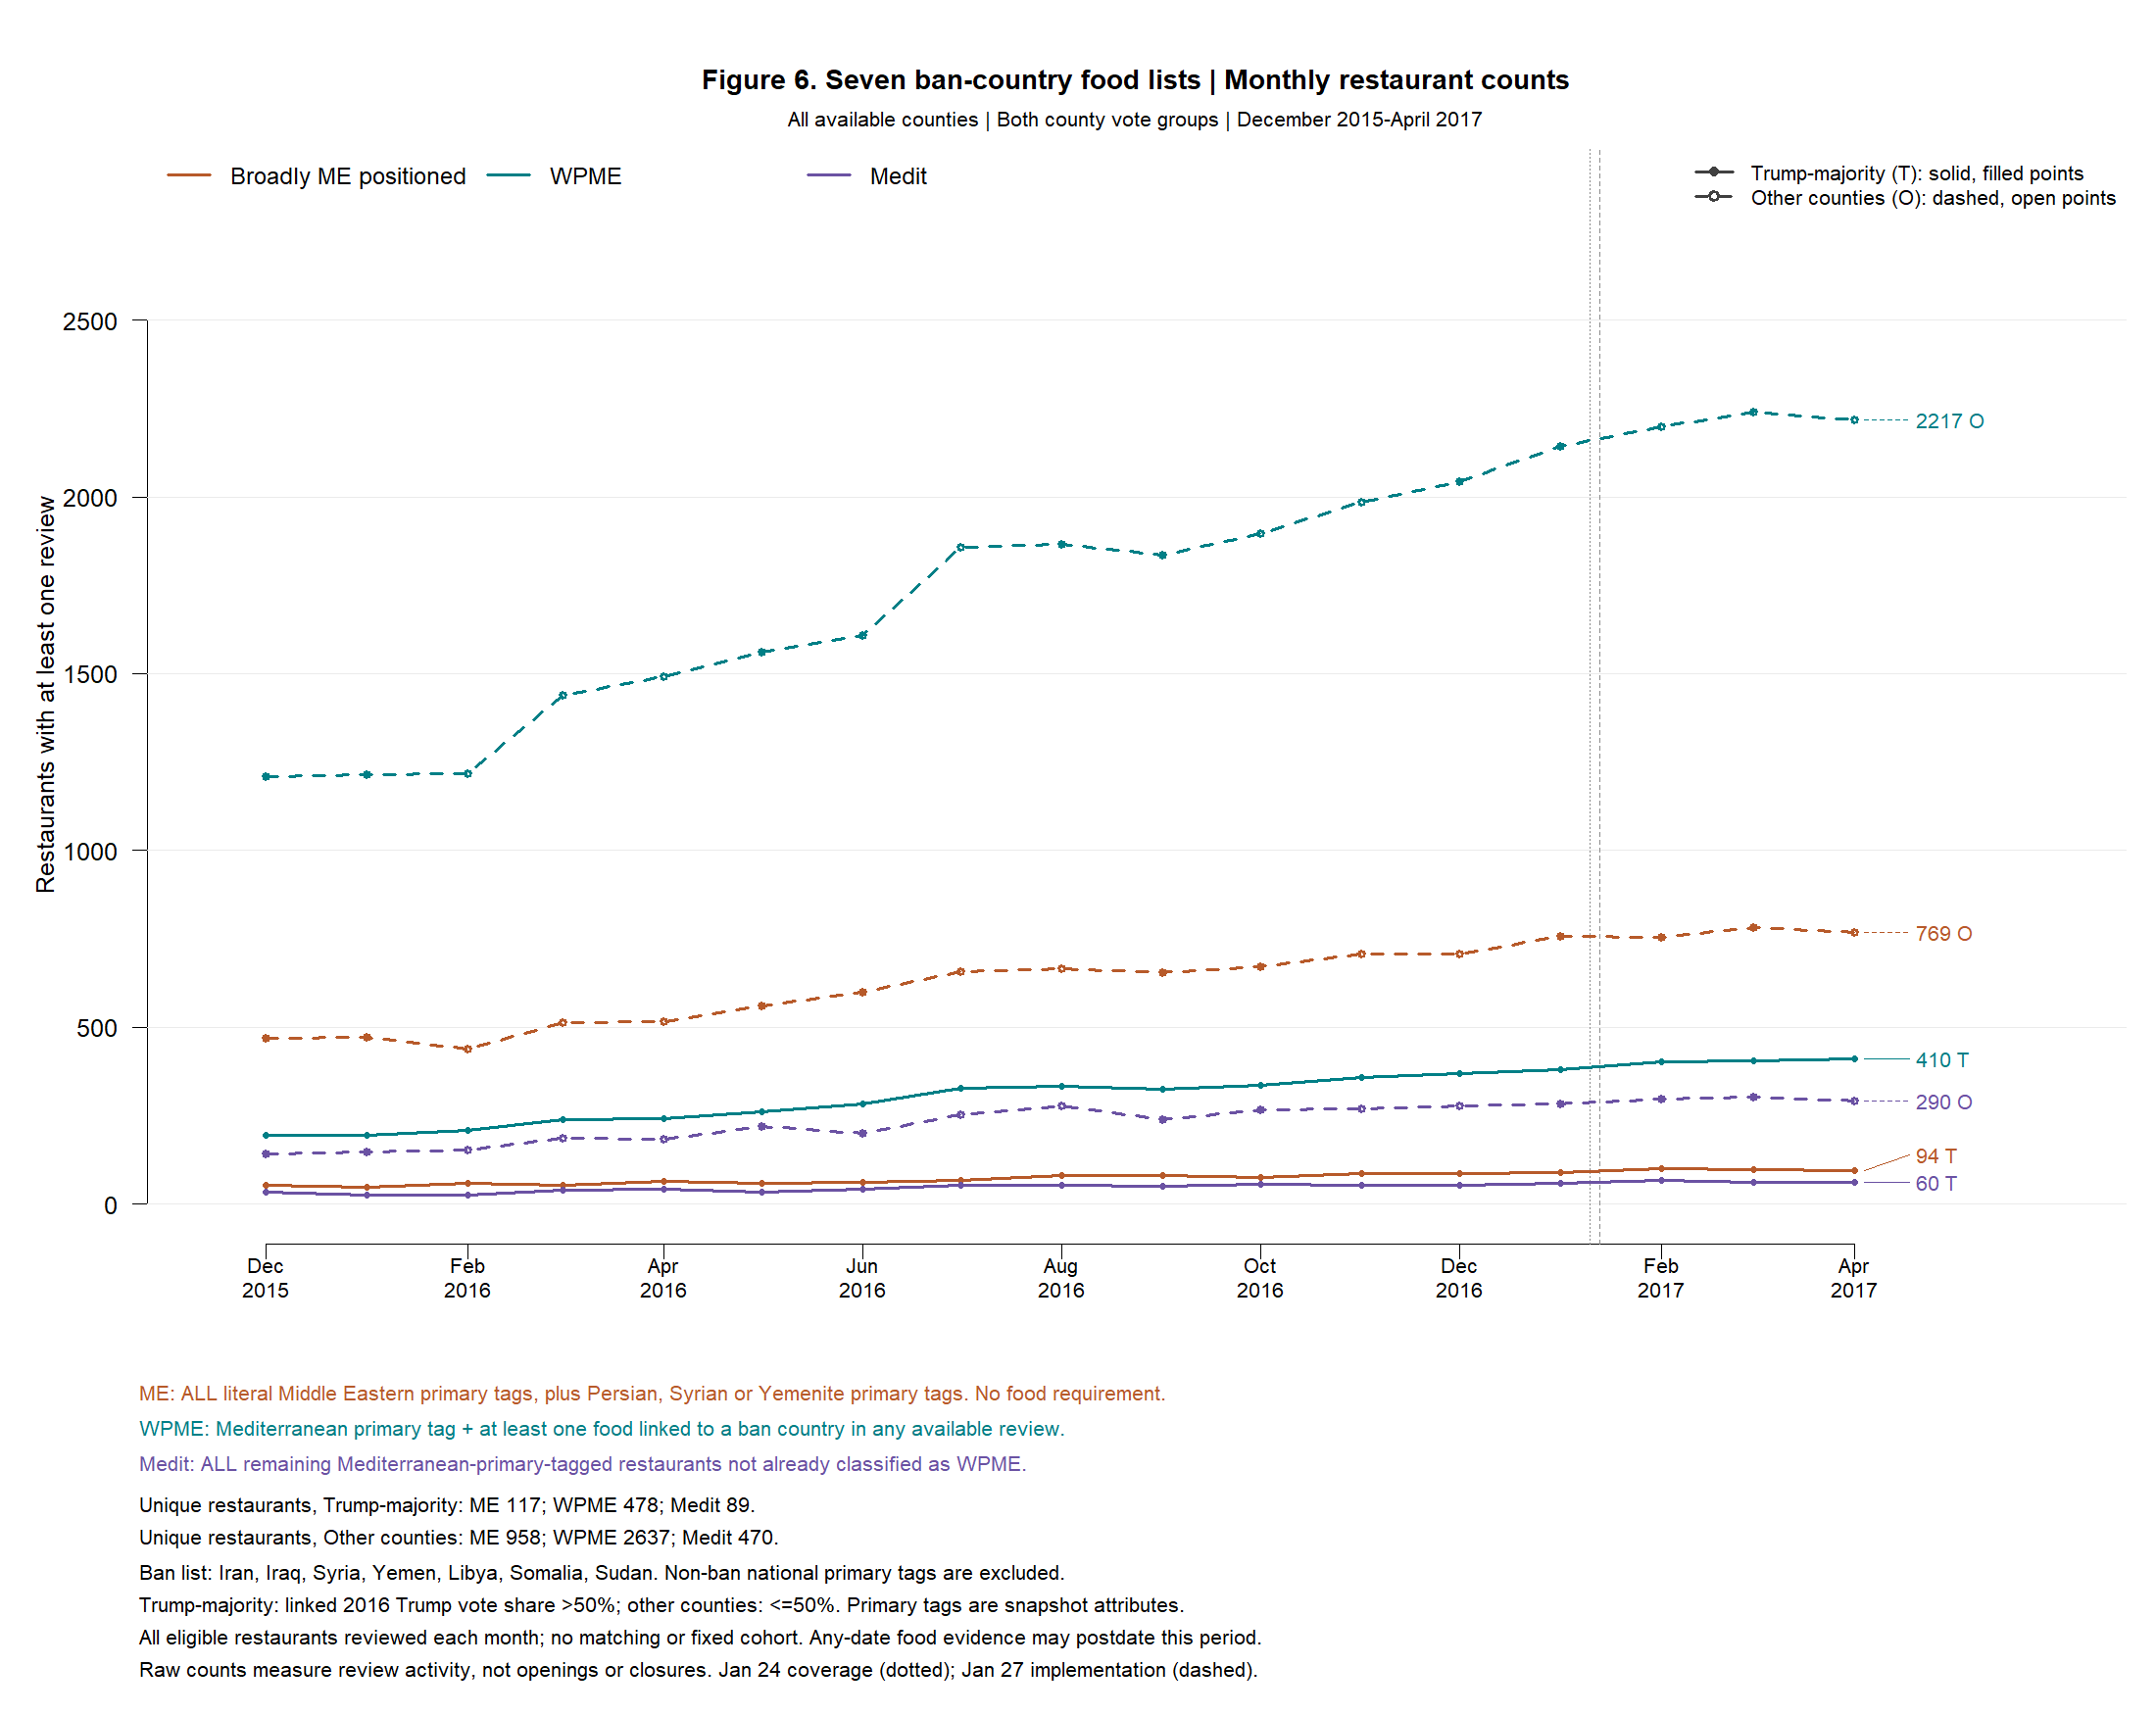 Figure 6. Seven ban-country food lists | Monthly restaurant counts
All available counties | Both county vote groups | December 2015-April 2017
Broadly ME positioned
WPME
Medit
Trump-majority (T): solid, filled points
Other counties (O): dashed, open points
Restaurants with at least one review
2500
2000
1500
1000
500
0
2217 O
769 O
410 T
290 O
94 T
60 T
Dec
2015
Feb
2016
Apr
2016
Jun
2016
Aug
2016
Oct
2016
Dec
2016
Feb
2017
Apr
2017
ME: ALL literal Middle Eastern primary tags, plus Persian, Syrian or Yemenite primary tags. No food requirement.
WPME: Mediterranean primary tag + at least one food linked to a ban country in any available review.
Medit: ALL remaining Mediterranean-primary-tagged restaurants not already classified as WPME.
Unique restaurants, Trump-majority: ME 117; WPME 478; Medit 89.
Unique restaurants, Other counties: ME 958; WPME 2637; Medit 470.
Ban list: Iran, Iraq, Syria, Yemen, Libya, Somalia, Sudan. Non-ban national primary tags are excluded.
Trump-majority: linked 2016 Trump vote share >50%; other counties: <=50%. Primary tags are snapshot attributes.
All eligible restaurants reviewed each month; no matching or fixed cohort. Any-date food evidence may postdate this period.
Raw counts measure review activity, not openings or closures. Jan 24 coverage (dotted); Jan 27 implementation (dashed).